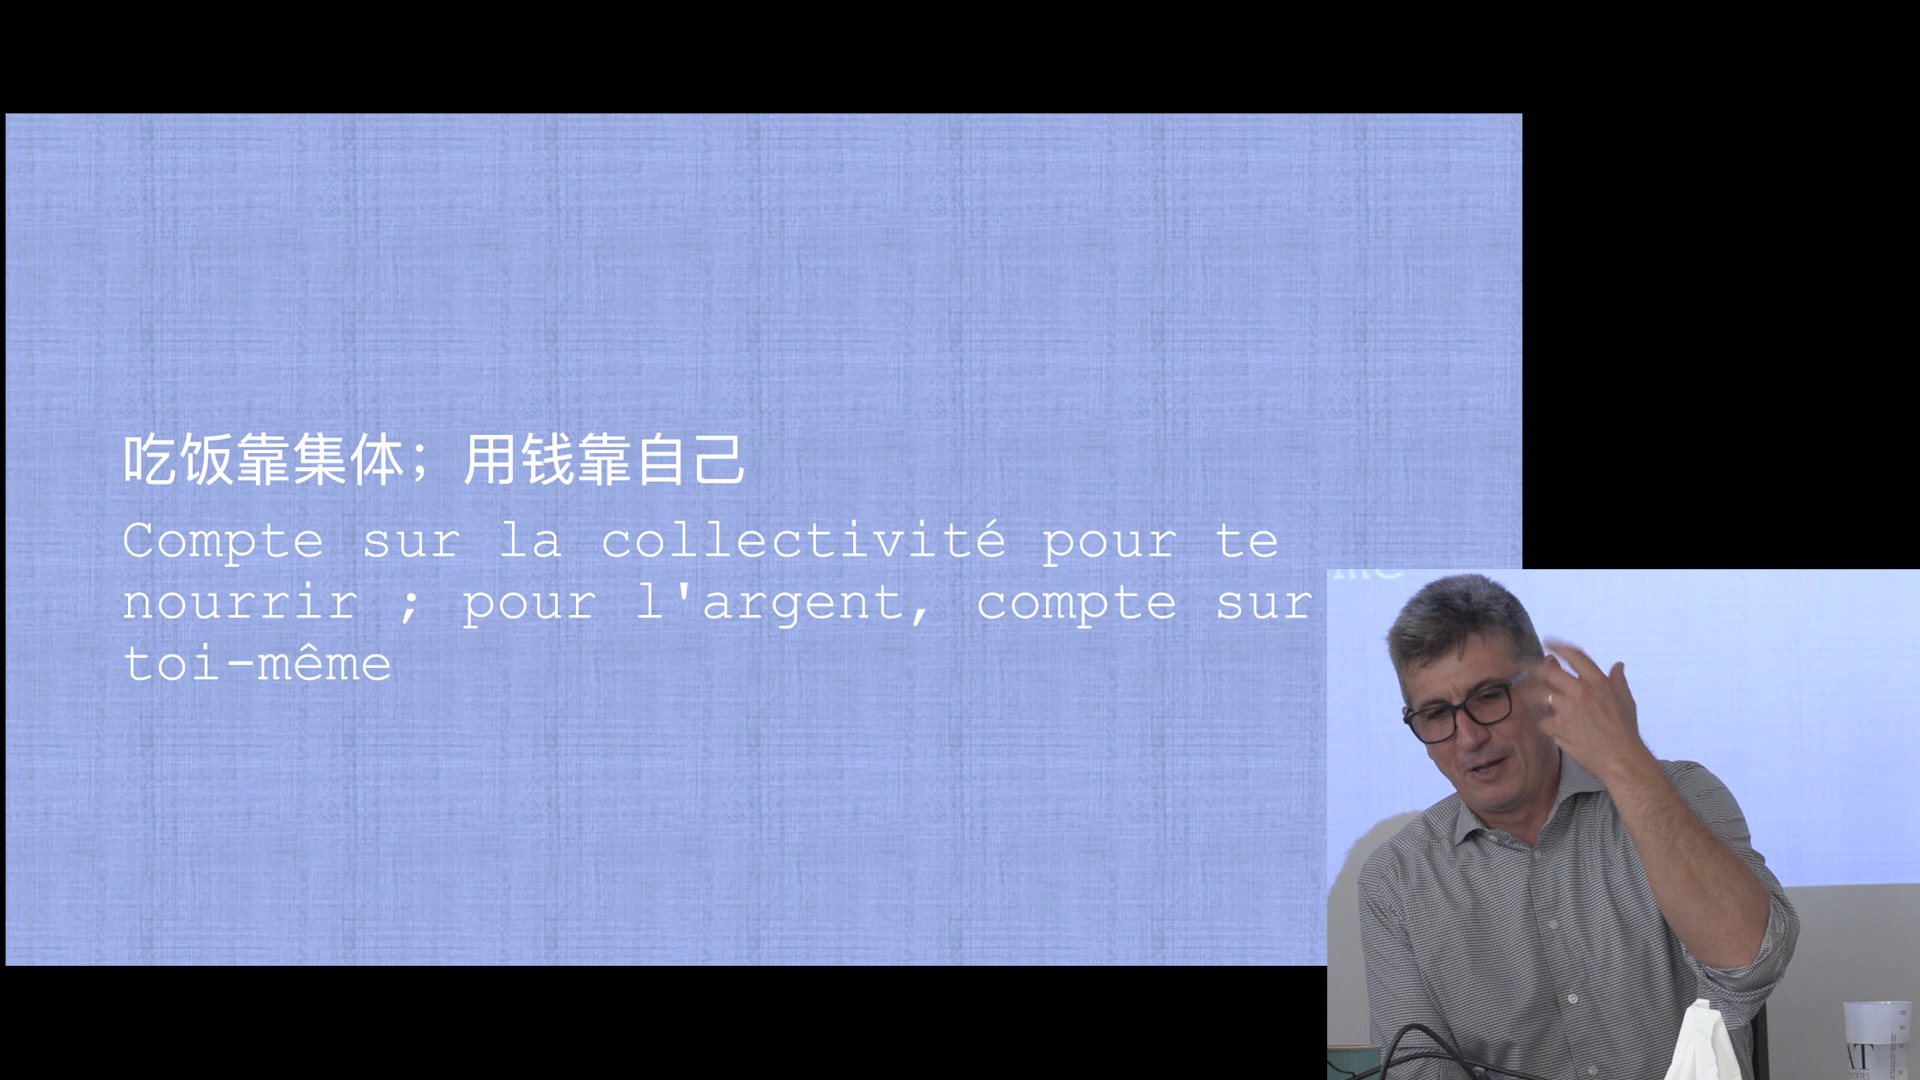 吃饭靠集体；用钱靠自己
Compte sur la collectivité pour te
nourrir ; pour l'argent, compte sur
toi-même